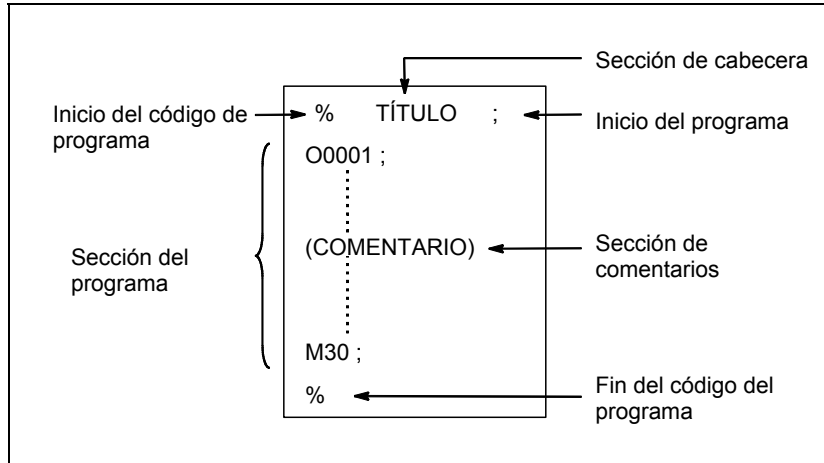 Sección de cabecera
Inicio del código de
programa
% TÍTULO ;
Inicio del programa
O0001 ;
Sección del
programa
(COMENTARIO)
Sección de
comentarios
M30 ;
%
Fin del código del
programa